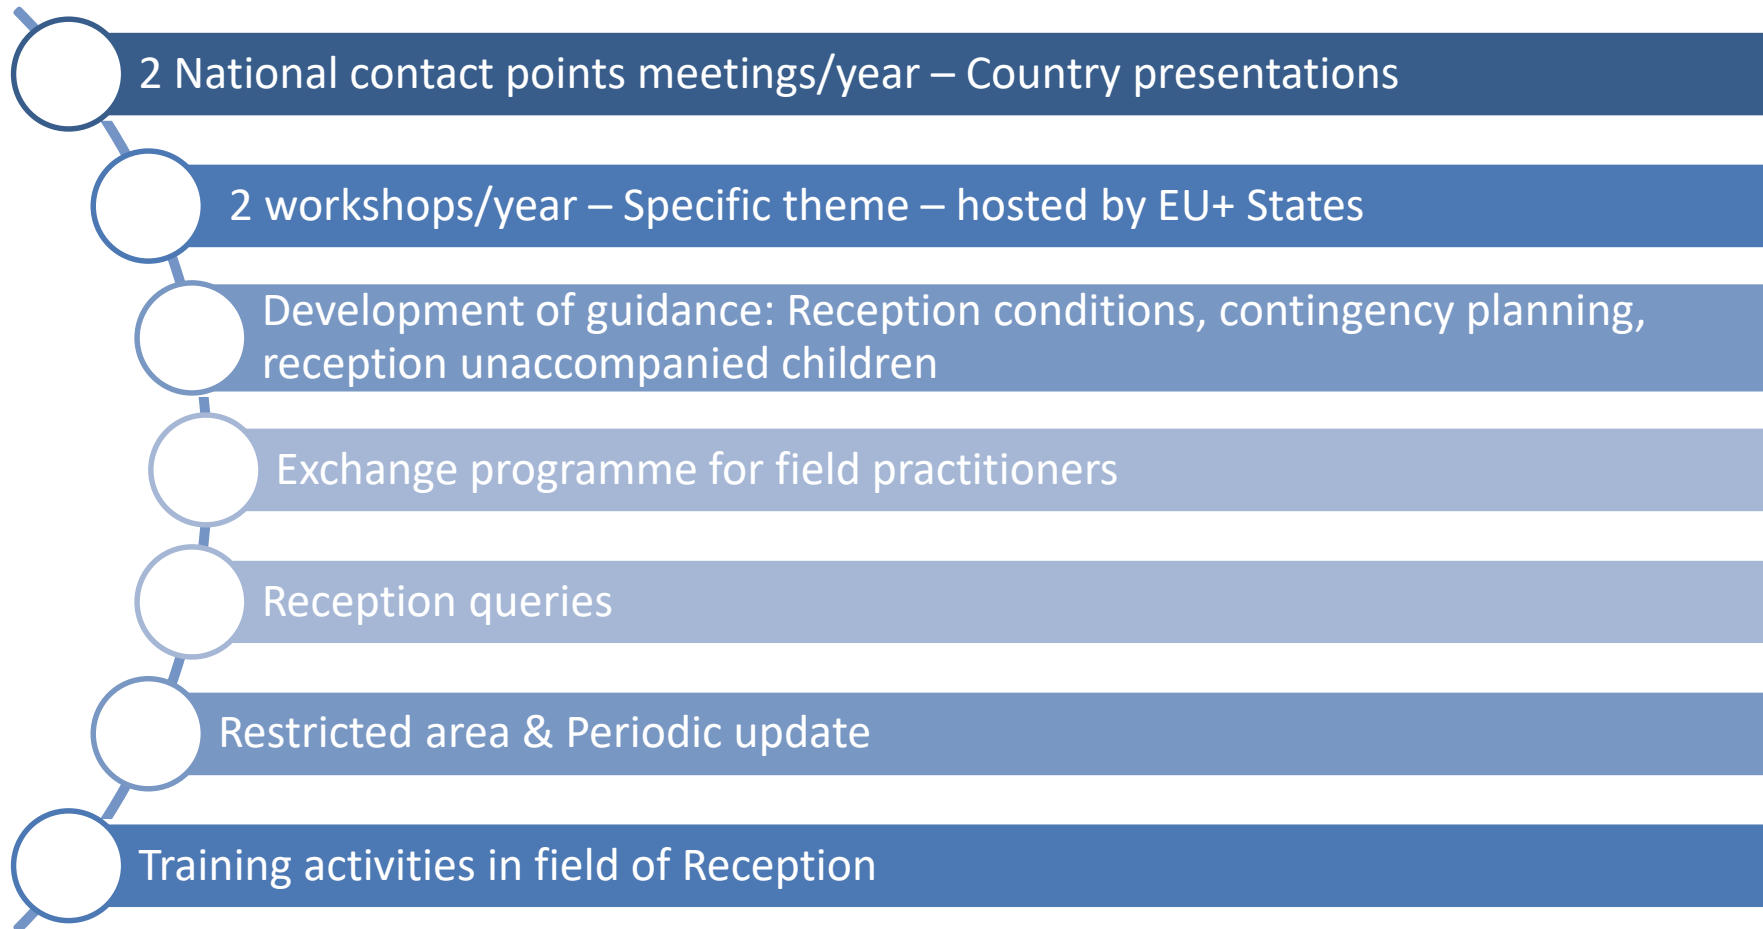 2 National contact points meetings/year – Country presentations
2 workshops/year – Specific theme – hosted by EU+ States
Development of guidance: Reception conditions, contingency planning,
reception unaccompanied children
Exchange programme for field practitioners
Reception queries
Restricted area & Periodic update
Training activities in field of Reception